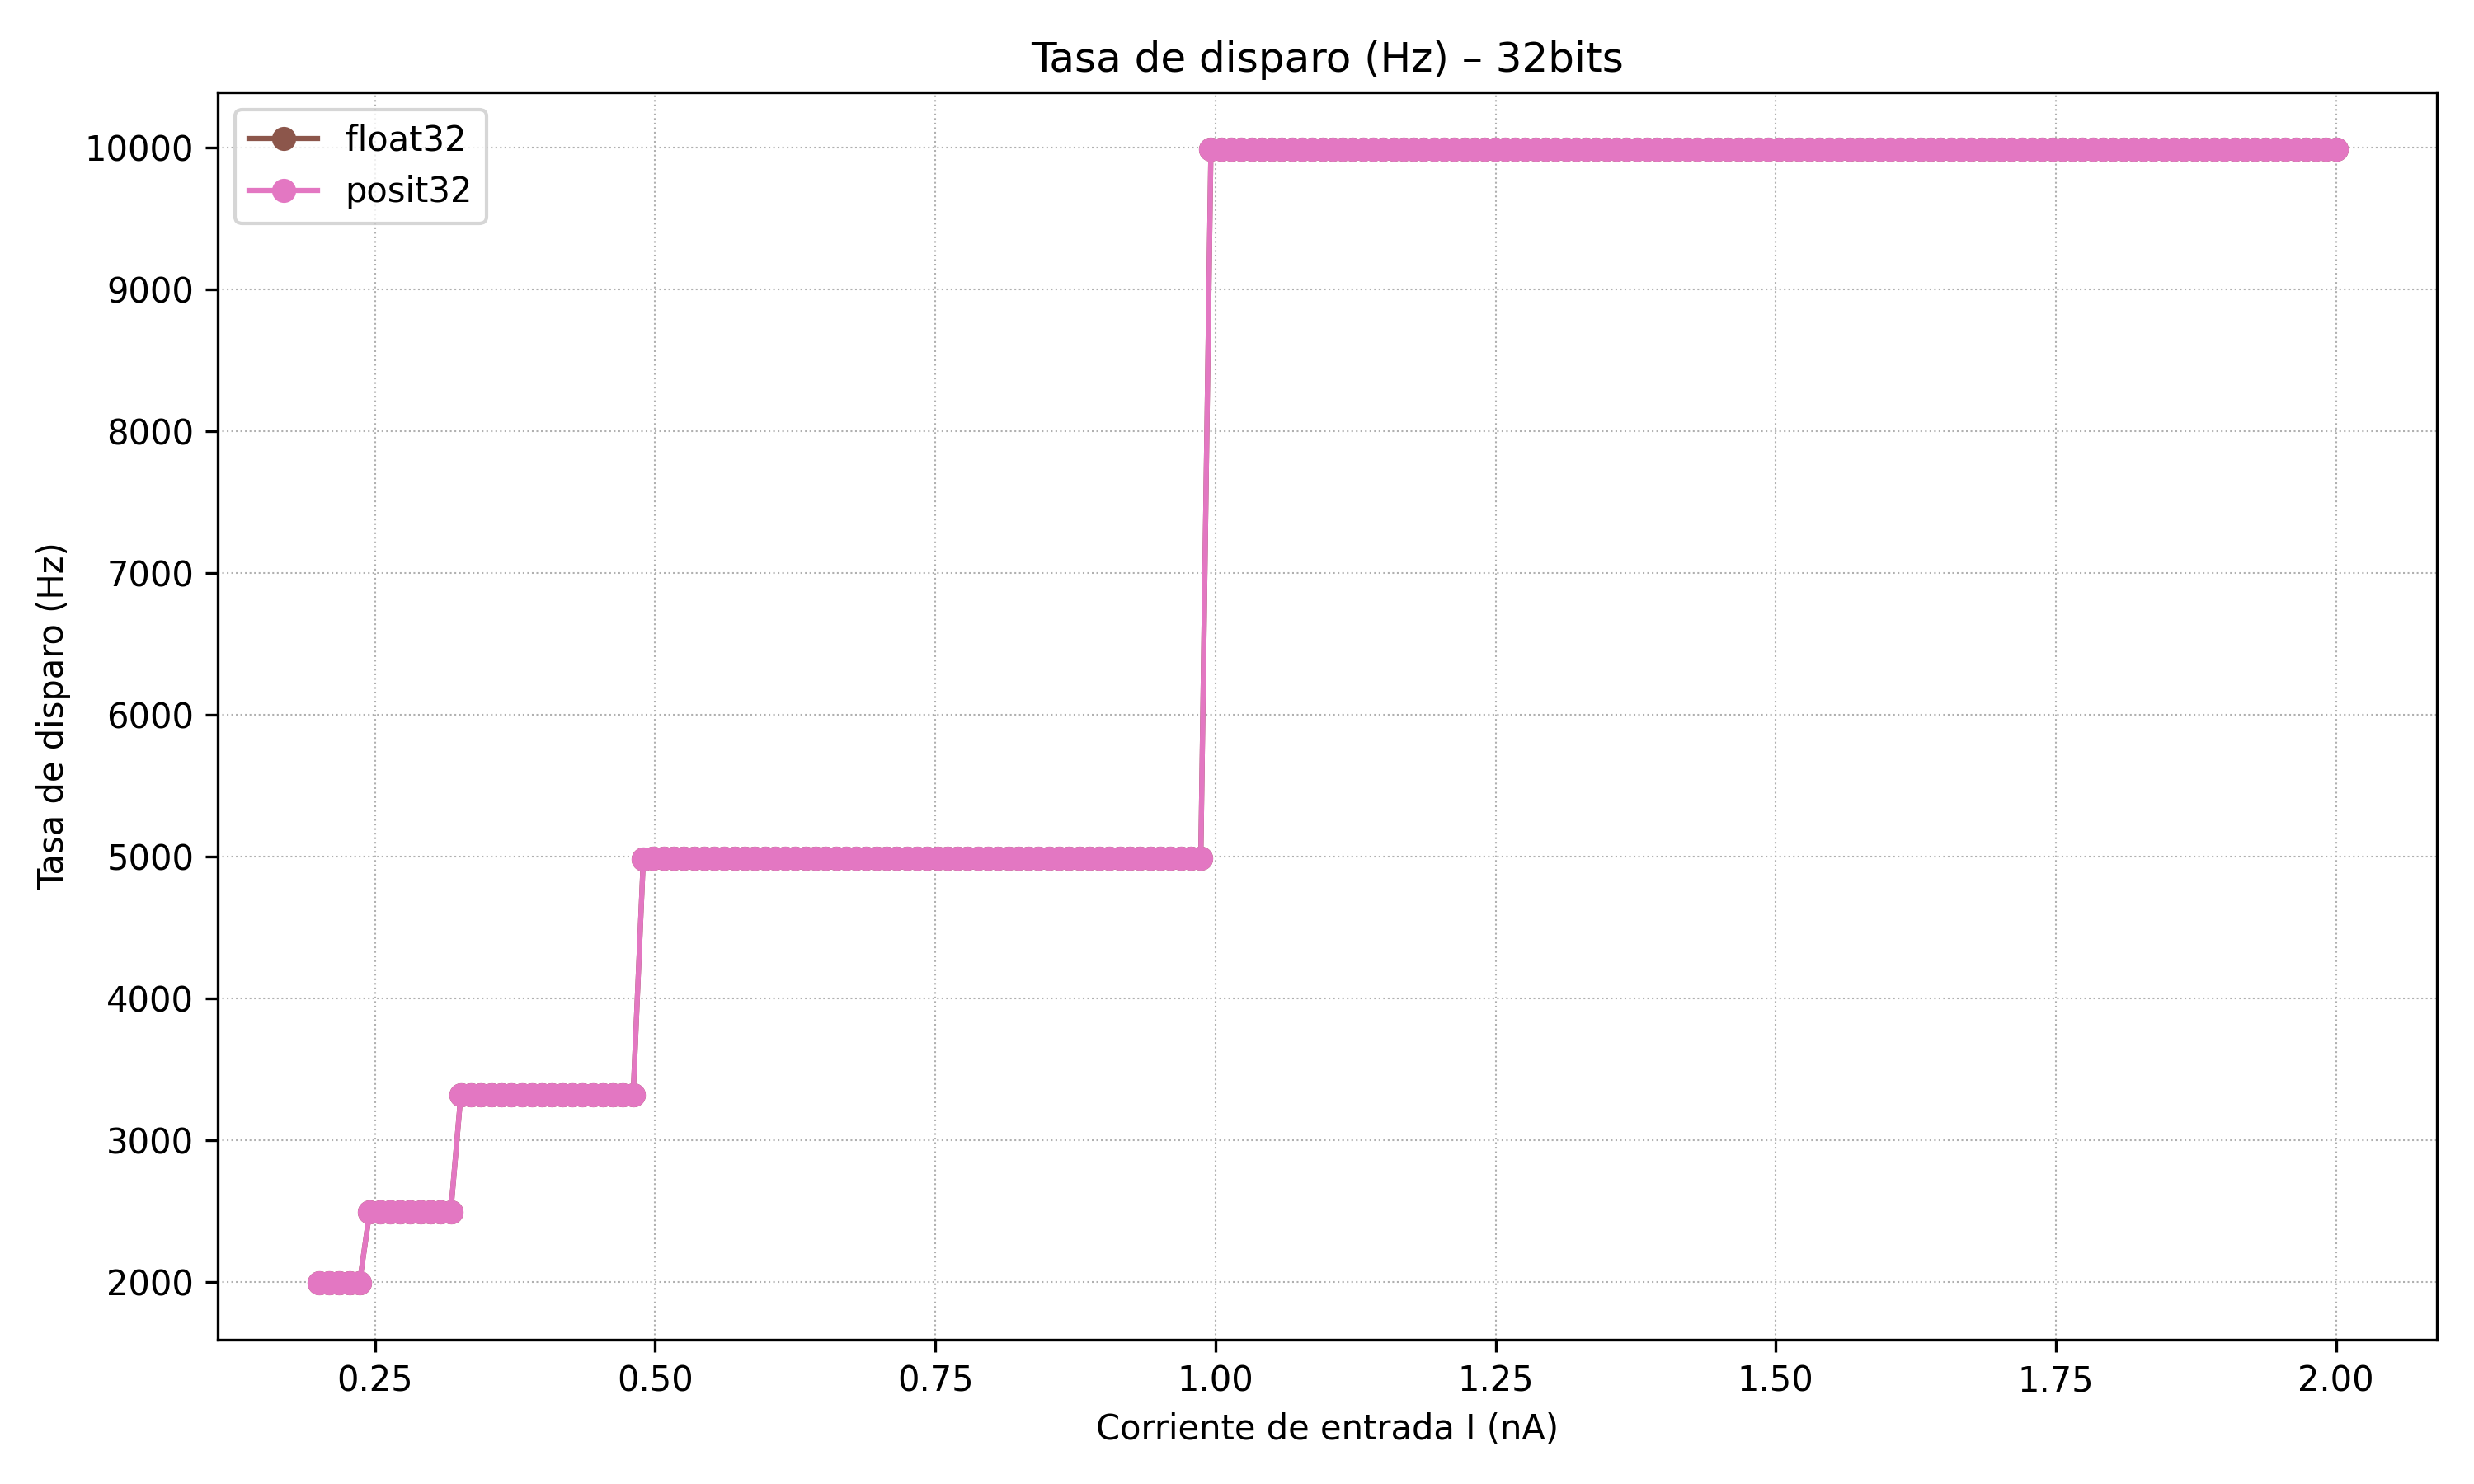 Tasa de disparo (Hz) – 32bits
float32
posit32
10000
9000
8000
7000
6000
5000
4000
3000
2000
Tasa de disparo (Hz)
0.25 0.50 0.75 1.00 1.25 1.50 1.75 2.00
Corriente de entrada I (nA)